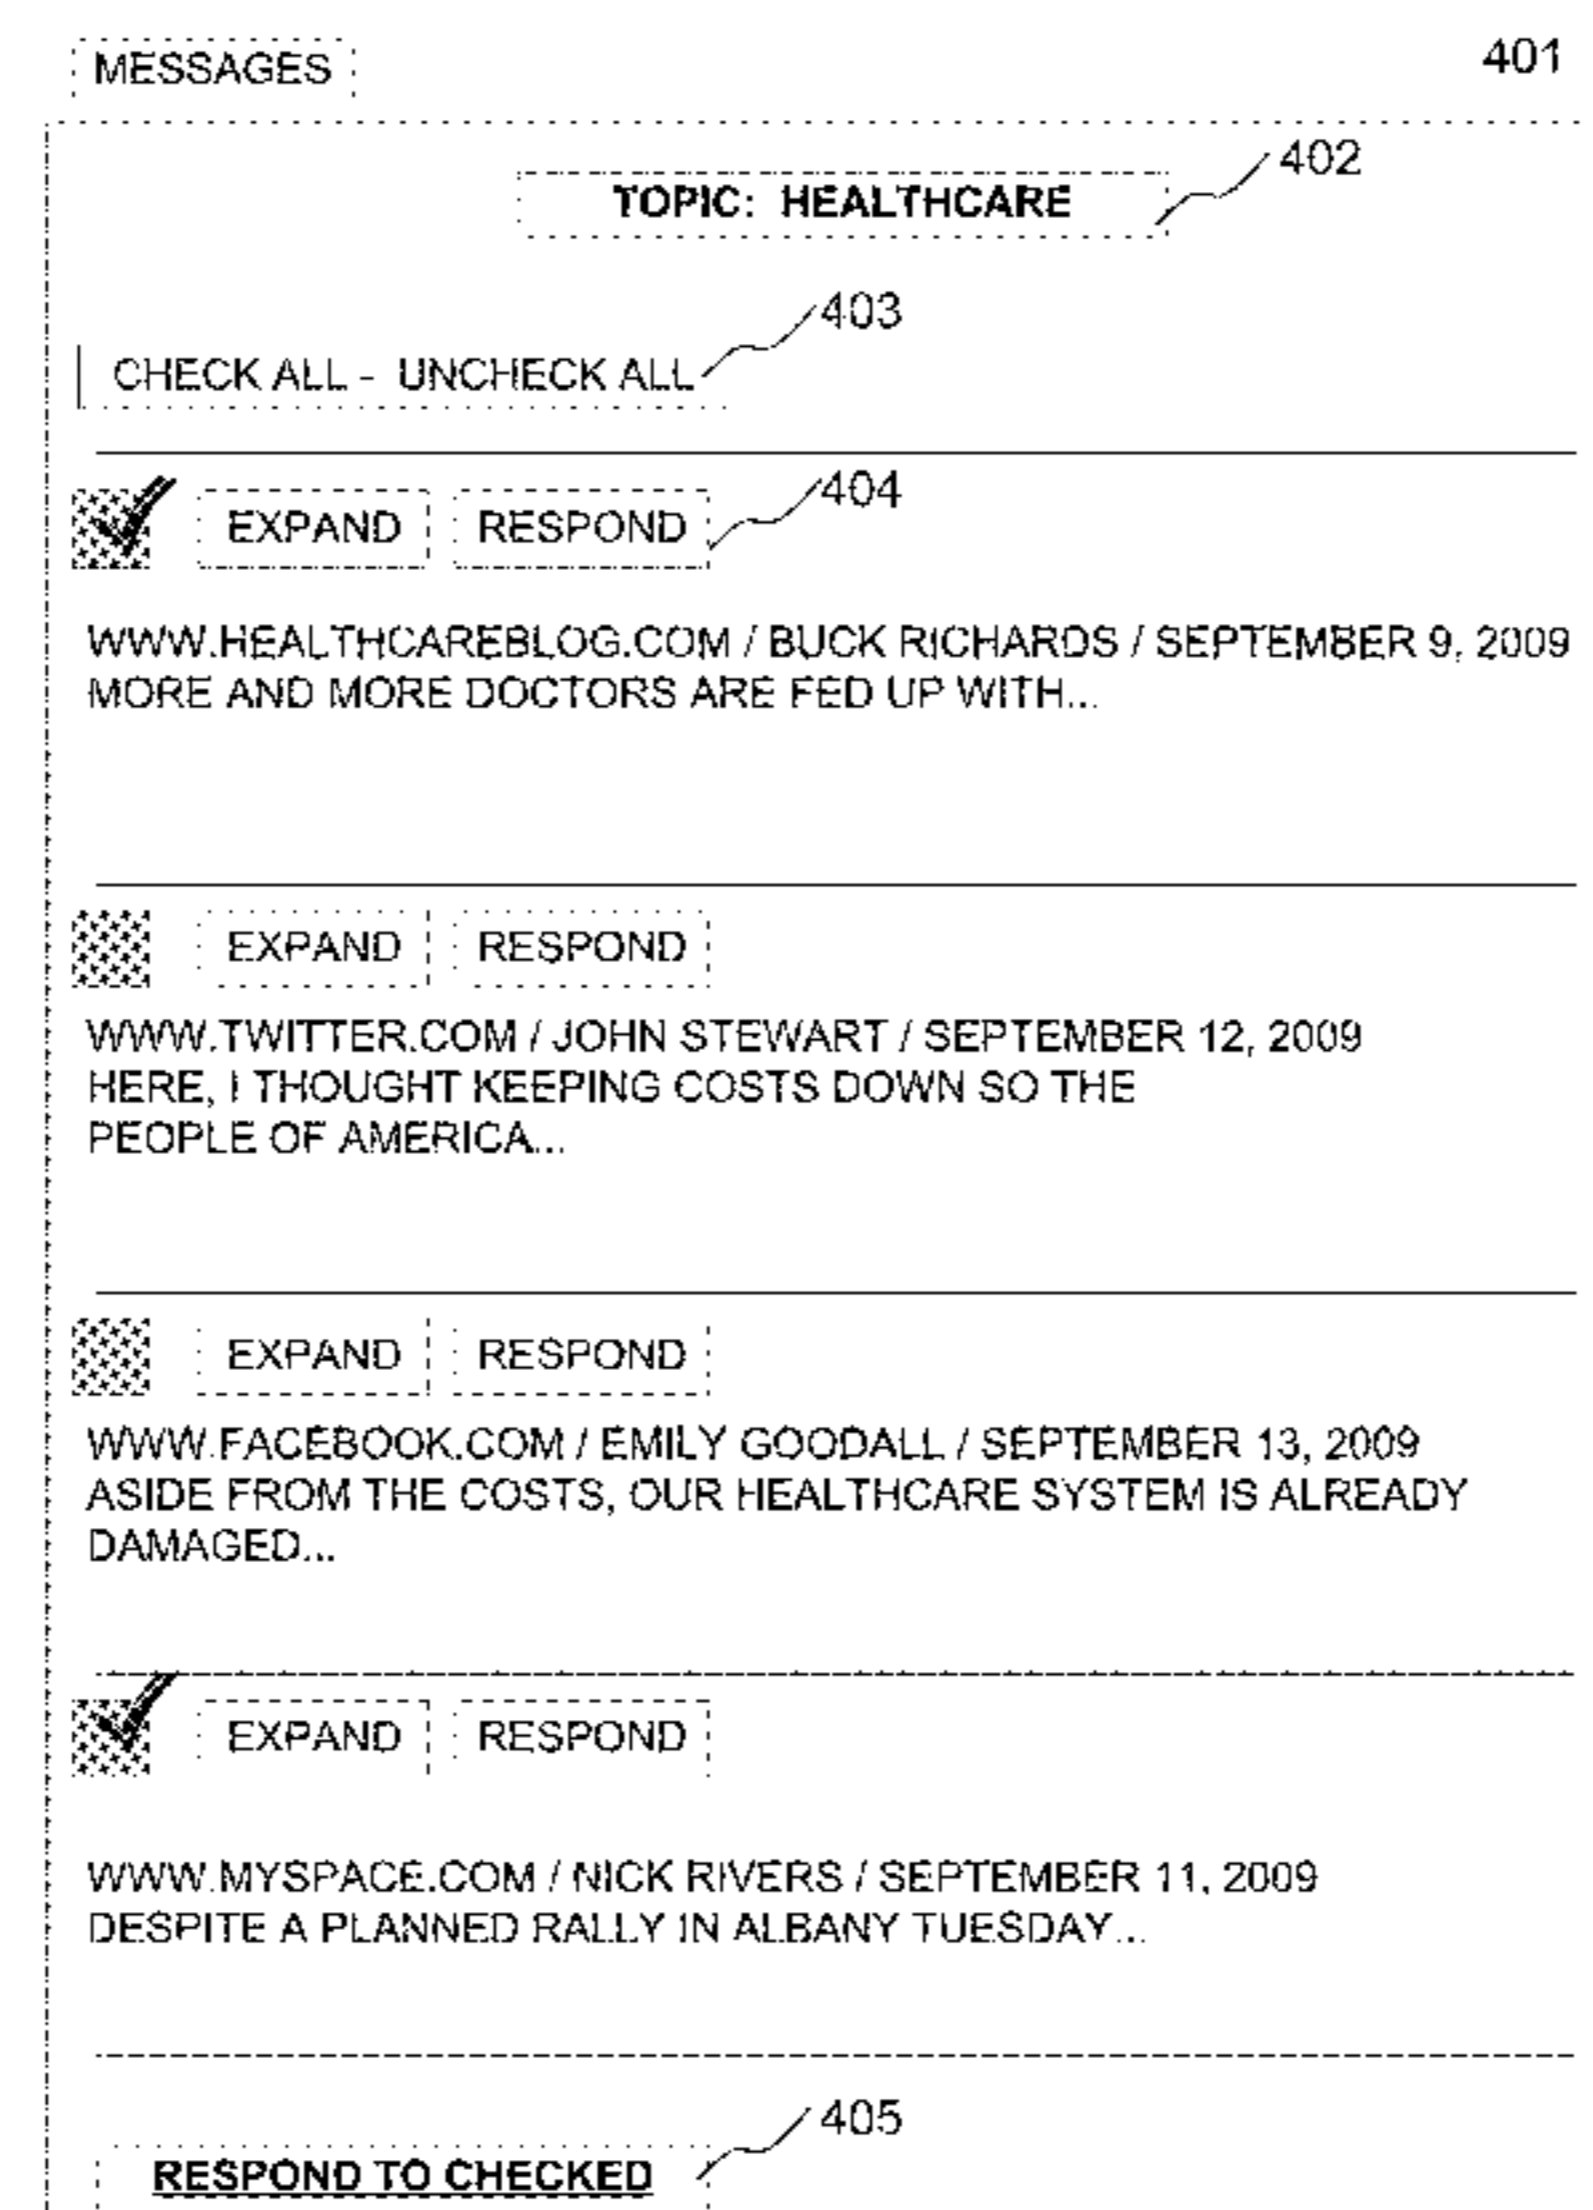 MESSAGES 401
402
TOPIC: HEALTHCARE
403
CHECK ALL - UNCHECK ALL
404
EXPAND RESPOND
WWW.HEALTHCAREBLOG.COM / BUCK RICHARDS / SEPTEMBER 9, 2009
MORE AND MORE DOCTORS ARE FED UP WITH...
EXPAND RESPOND
WWW.TWITTER.COM / JOHN STEWART / SEPTEMBER 12, 2009
HERE, I THOUGHT KEEPING COSTS DOWN SO THE
PEOPLE OF AMERICA...
EXPAND RESPOND
WWW.FACEBOOK.COM / EMILY GOODALL / SEPTEMBER 13, 2009
ASIDE FROM THE COSTS, OUR HEALTHCARE SYSTEM IS ALREADY
DAMAGED...
EXPAND RESPOND
WWW.MYSPACE.COM / NICK RIVERS / SEPTEMBER 11, 2009
DESPITE A PLANNED RALLY IN ALBANY TUESDAY...
405
RESPOND TO CHECKED